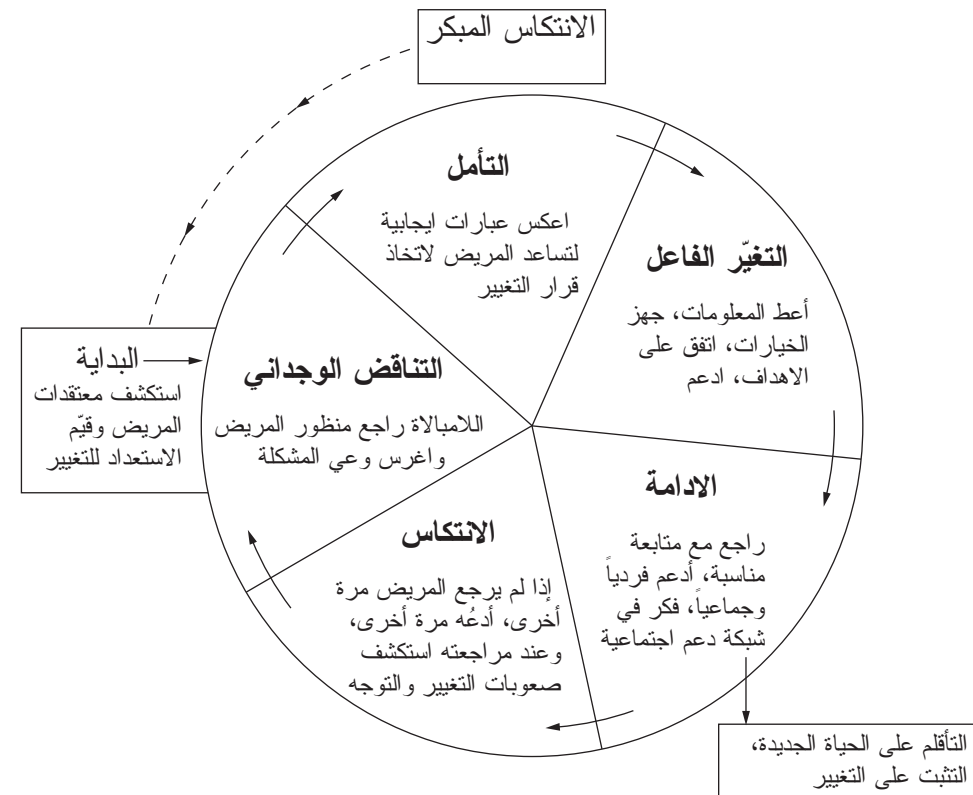 الانتكاس المبكر
التأمل
اعكس عبارات ايجابية
لتساعد المريض لاتخاذ
قرار التغيير
التغيّر الفاعل
أعط المعلومات، جهز
الخيارات، اتفق على
الاهداف، ادعم
البداية
استكشف معتقدات
المريض وقيّم
الاستعداد للتغيير
التناقض الوجداني
اللامبالاة راجع منظور المريض
واغرس وعي المشكلة
الادامة
راجع مع متابعة
مناسبة، أدعم فردياً
وجماعياً، فكر في
شبكة دعم اجتماعية
الانتكاس
إذا لم يرجع المريض مرة
أخرى، أدعُه مرة أخرى،
وعند مراجعته استكشف
صعوبات التغيير والتوجه
التأقلم على الحياة الجديدة،
التثبت على التغيير